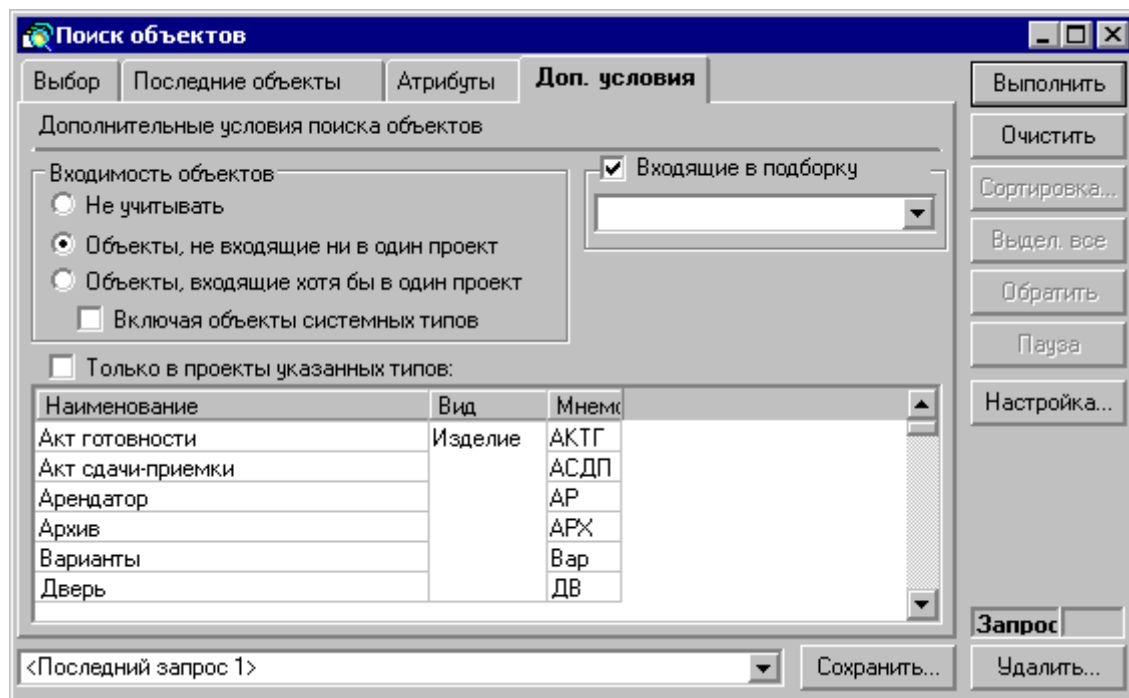 Поиск объектов
Выбор Последние объекты Атрибуты Доп. условия
Выполнить
Дополнительные условия поиска объектов
Очистить
Входимость объектов
Входящие в подборку
Сортировка...
Не учитывать
Объекты, не входящие ни в один проект
Выдел. все
Объекты, входящие хотя бы в один проект
Обратить
Включая объекты системных типов
Пауза
Только в проекты указанных типов:
Наименование Вид Мнемо
Настройка...
Акт готовности Изделие АКТГ
Акт сдачи-приемки АСДП
Арендатор АР
Архив АРХ
Варианты Вар
Дверь ДВ
Запрос
<Последний запрос 1> Сохранить... Удалить...